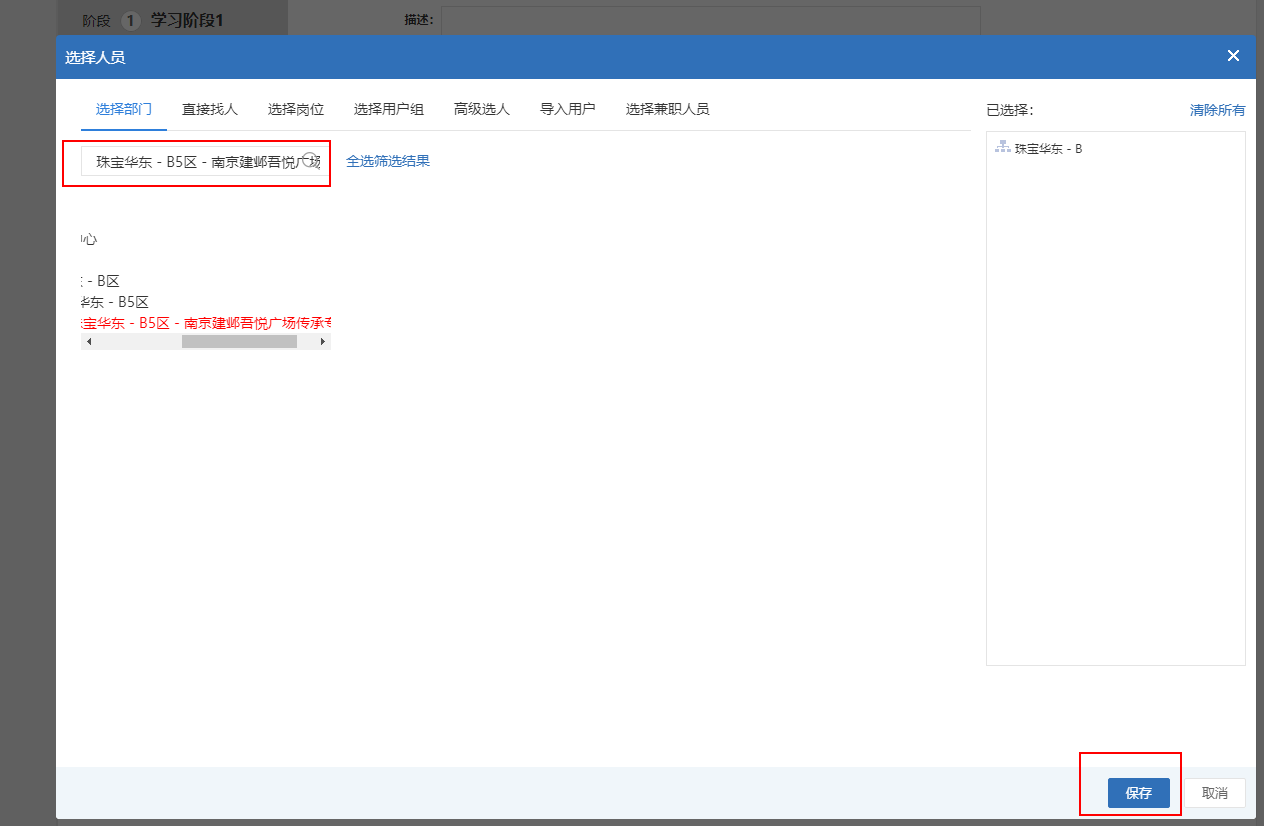 阶段 1 学习阶段1
描述:
选择人员
选择部门 直接找人 选择岗位 选择用户组 高级选人 导入用户 选择兼职人员
已选择: 清除所有
珠宝华东 - B5区 - 南京建邺吾悦广场
全选筛选结果
珠宝华东 - B
心
- B区
华东 - B5区
宝华东 - B5区 - 南京建邺吾悦广场传承专
保存 取消